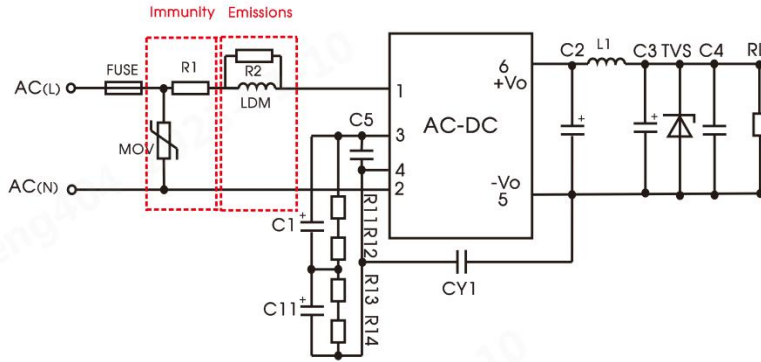 Immunity Emissions
FUSE
R1
R2
LDM
AC(L)
MOV
AC(N)
1
3
4
2
C5
AC-DC
6
+Vo
-Vo
5
C2
L1
C3
TVS
C4
C1
C11
R11
R12
R13
R14
CY1